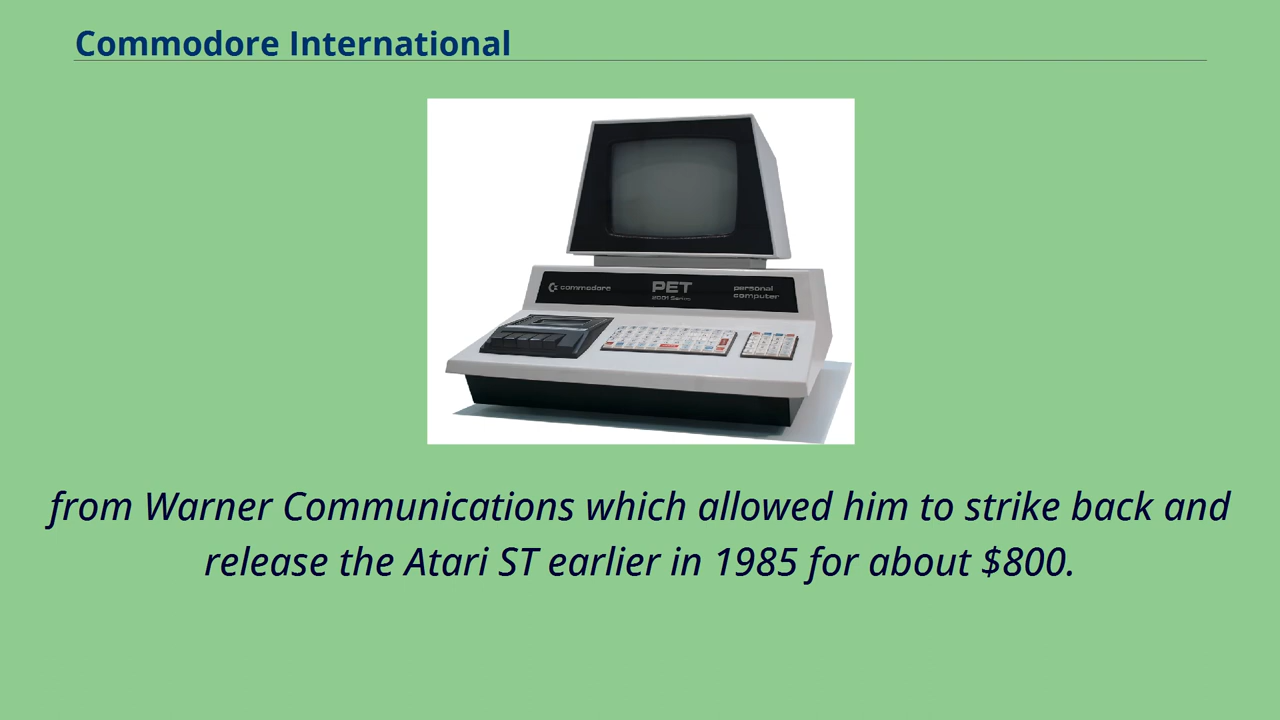 Commodore International
commodore
PET
2001 Series
personal
computer
from Warner Communications which allowed him to strike back and
release the Atari ST earlier in 1985 for about $800.